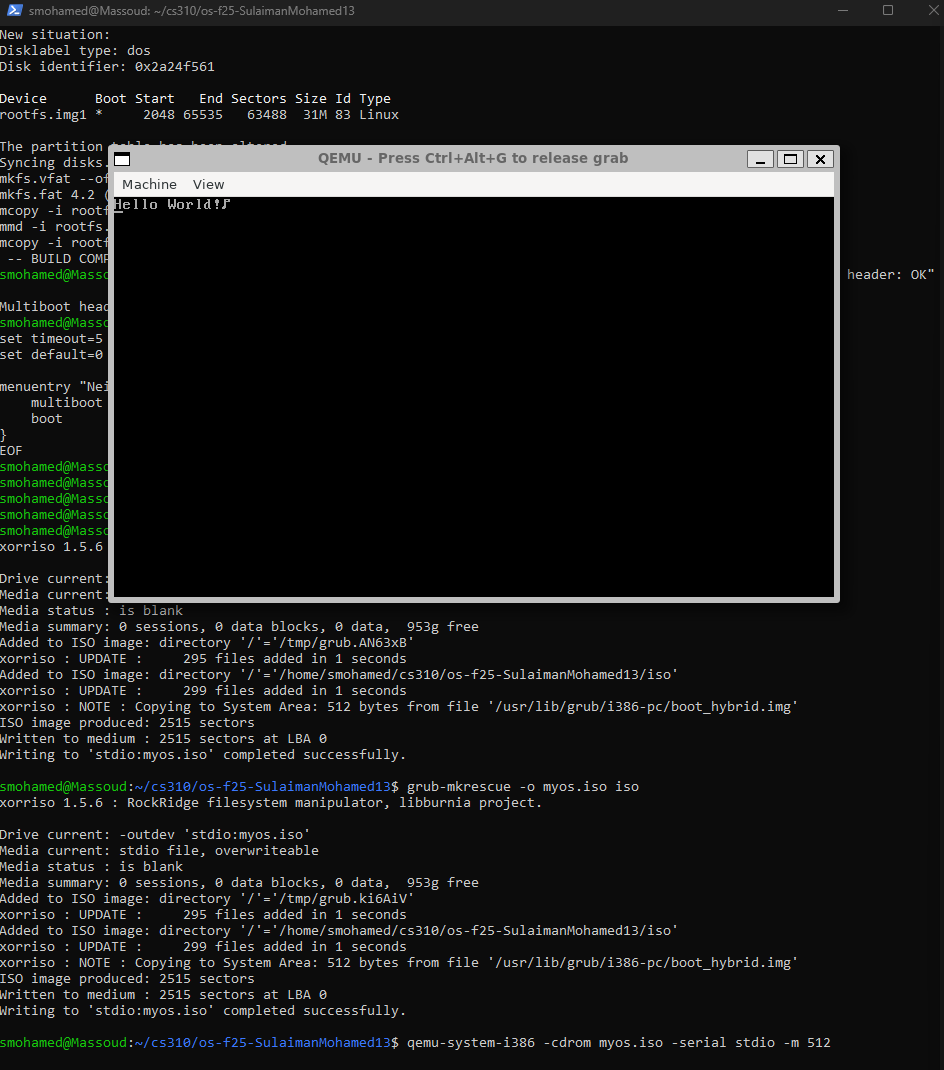 smohamed@Massoud: ~/cs310/os-f25-SulaimanMohamed13
New situation:
Disklabel type: dos
Disk identifier: 0x2a24f561
Device      Boot Start   End Sectors Size Id Type
rootfs.img1 *     2048 65535   63488  31M 83 Linux
The partition table has been altered.
Syncing disks.
mkfs.vfat --of
mkfs.fat 4.2 (
mcopy -i rootf
mmd -i rootfs.
mcopy -i rootf
-- BUILD COMP
smohamed@Masso header: OK"
Multiboot head
smohamed@Masso
set timeout=5
set default=0
menuentry "Nei
    multiboot
    boot
}
EOF
smohamed@Masso
smohamed@Masso
smohamed@Masso
smohamed@Masso
smohamed@Masso
xorriso 1.5.6
Drive current:
Media current:
QEMU - Press Ctrl+Alt+G to release grab
Machine View
Hello World!♪
Media status : is blank
Media summary: 0 sessions, 0 data blocks, 0 data,  953g free
Added to ISO image: directory '/'='/tmp/grub.AN63xB'
xorriso : UPDATE :     295 files added in 1 seconds
Added to ISO image: directory '/'='/home/smohamed/cs310/os-f25-SulaimanMohamed13/iso'
xorriso : UPDATE :     299 files added in 1 seconds
xorriso : NOTE : Copying to System Area: 512 bytes from file '/usr/lib/grub/i386-pc/boot_hybrid.img'
ISO image produced: 2515 sectors
Written to medium : 2515 sectors at LBA 0
Writing to 'stdio:myos.iso' completed successfully.
smohamed@Massoud:~/cs310/os-f25-SulaimanMohamed13$ grub-mkrescue -o myos.iso iso
xorriso 1.5.6 : RockRidge filesystem manipulator, libburnia project.
Drive current: -outdev 'stdio:myos.iso'
Media current: stdio file, overwriteable
Media status : is blank
Media summary: 0 sessions, 0 data blocks, 0 data,  953g free
Added to ISO image: directory '/'='/tmp/grub.ki6AiV'
xorriso : UPDATE :     295 files added in 1 seconds
Added to ISO image: directory '/'='/home/smohamed/cs310/os-f25-SulaimanMohamed13/iso'
xorriso : UPDATE :     299 files added in 1 seconds
xorriso : NOTE : Copying to System Area: 512 bytes from file '/usr/lib/grub/i386-pc/boot_hybrid.img'
ISO image produced: 2515 sectors
Written to medium : 2515 sectors at LBA 0
Writing to 'stdio:myos.iso' completed successfully.
smohamed@Massoud:~/cs310/os-f25-SulaimanMohamed13$ qemu-system-i386 -cdrom myos.iso -serial stdio -m 512